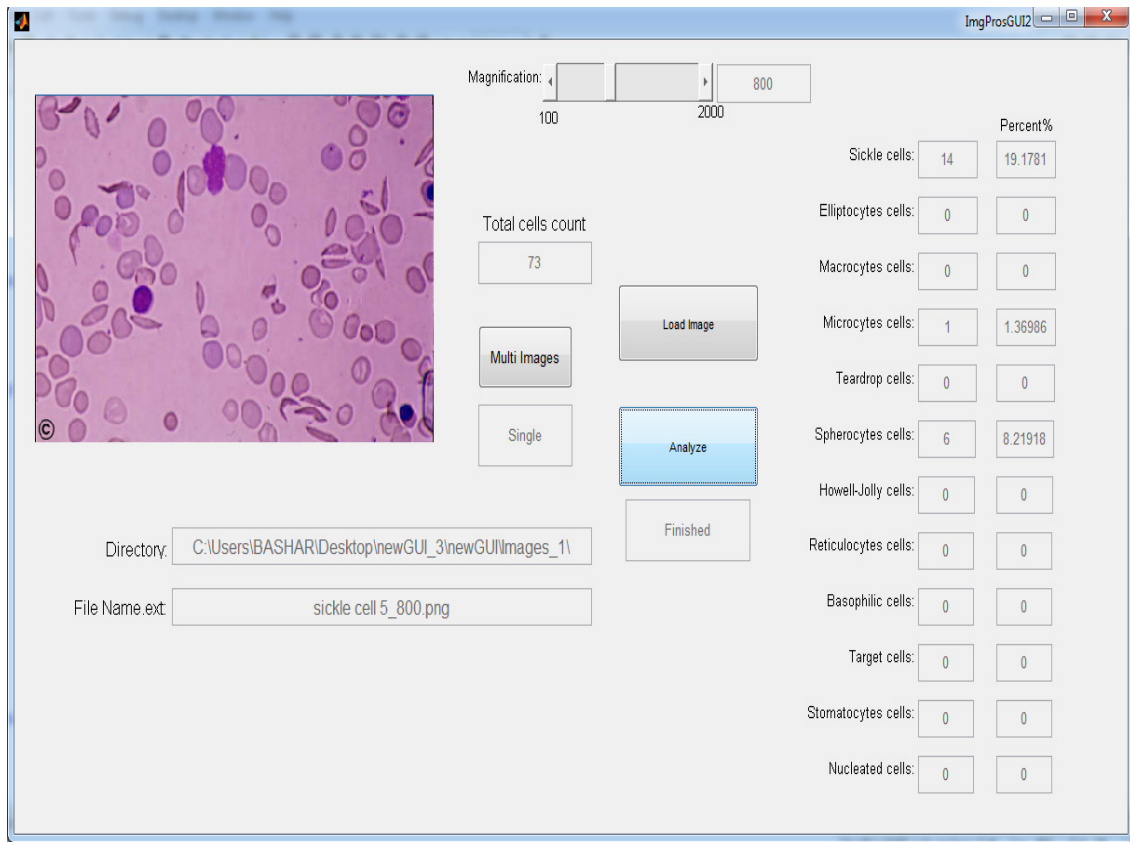 ImgProsGUI2
Magnification:
800
100
2000
©
Total cells count
73
Multi Images
Single
Load Image
Analyze
Finished
Directory:
C:\Users\BASHAR\Desktop\newGUI_3\newGUI\Images_1\
File Name.ext:
sickle cell 5_800.png
Percent%
Sickle cells: 14 19.1781
Elliptocytes cells: 0 0
Macrocytes cells: 0 0
Microcytes cells: 1 1.36986
Teardrop cells: 0 0
Spherocytes cells: 6 8.21918
Howell-Jolly cells: 0 0
Reticulocytes cells: 0 0
Basophilic cells: 0 0
Target cells: 0 0
Stomatocytes cells: 0 0
Nucleated cells: 0 0